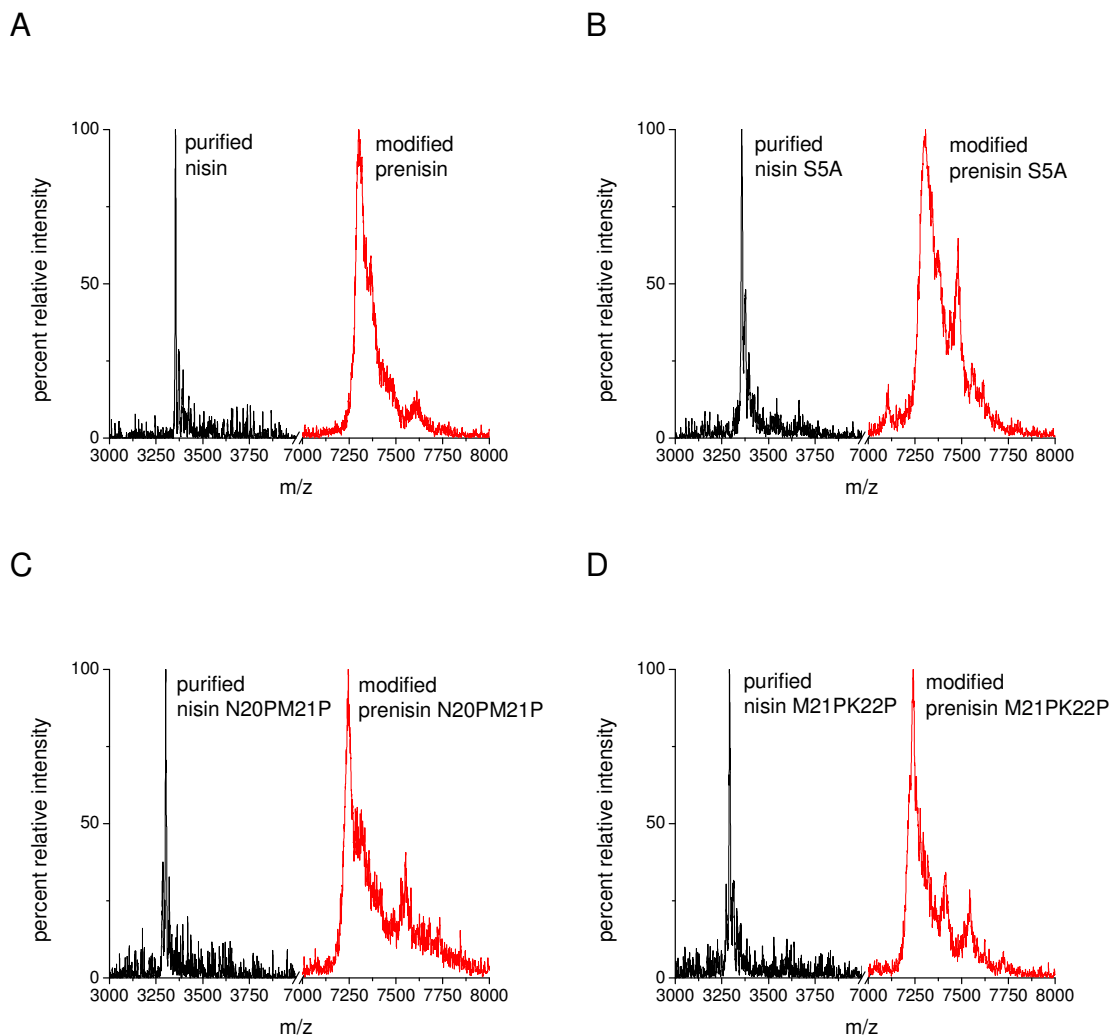 A
percent relative intensity
100
50
0
purified
nisin
modified
prenisin
3000 3250 3500 3750 7000 7250 7500 7750 8000
m/z
B
percent relative intensity
100
50
0
purified
nisin S5A
modified
prenisin S5A
3000 3250 3500 3750 7000 7250 7500 7750 8000
m/z
C
percent relative intensity
100
50
0
purified
nisin N20PM21P
modified
prenisin N20PM21P
3000 3250 3500 3750 7000 7250 7500 7750 8000
m/z
D
percent relative intensity
100
50
0
purified
nisin M21PK22P
modified
prenisin M21PK22P
3000 3250 3500 3750 7000 7250 7500 7750 8000
m/z